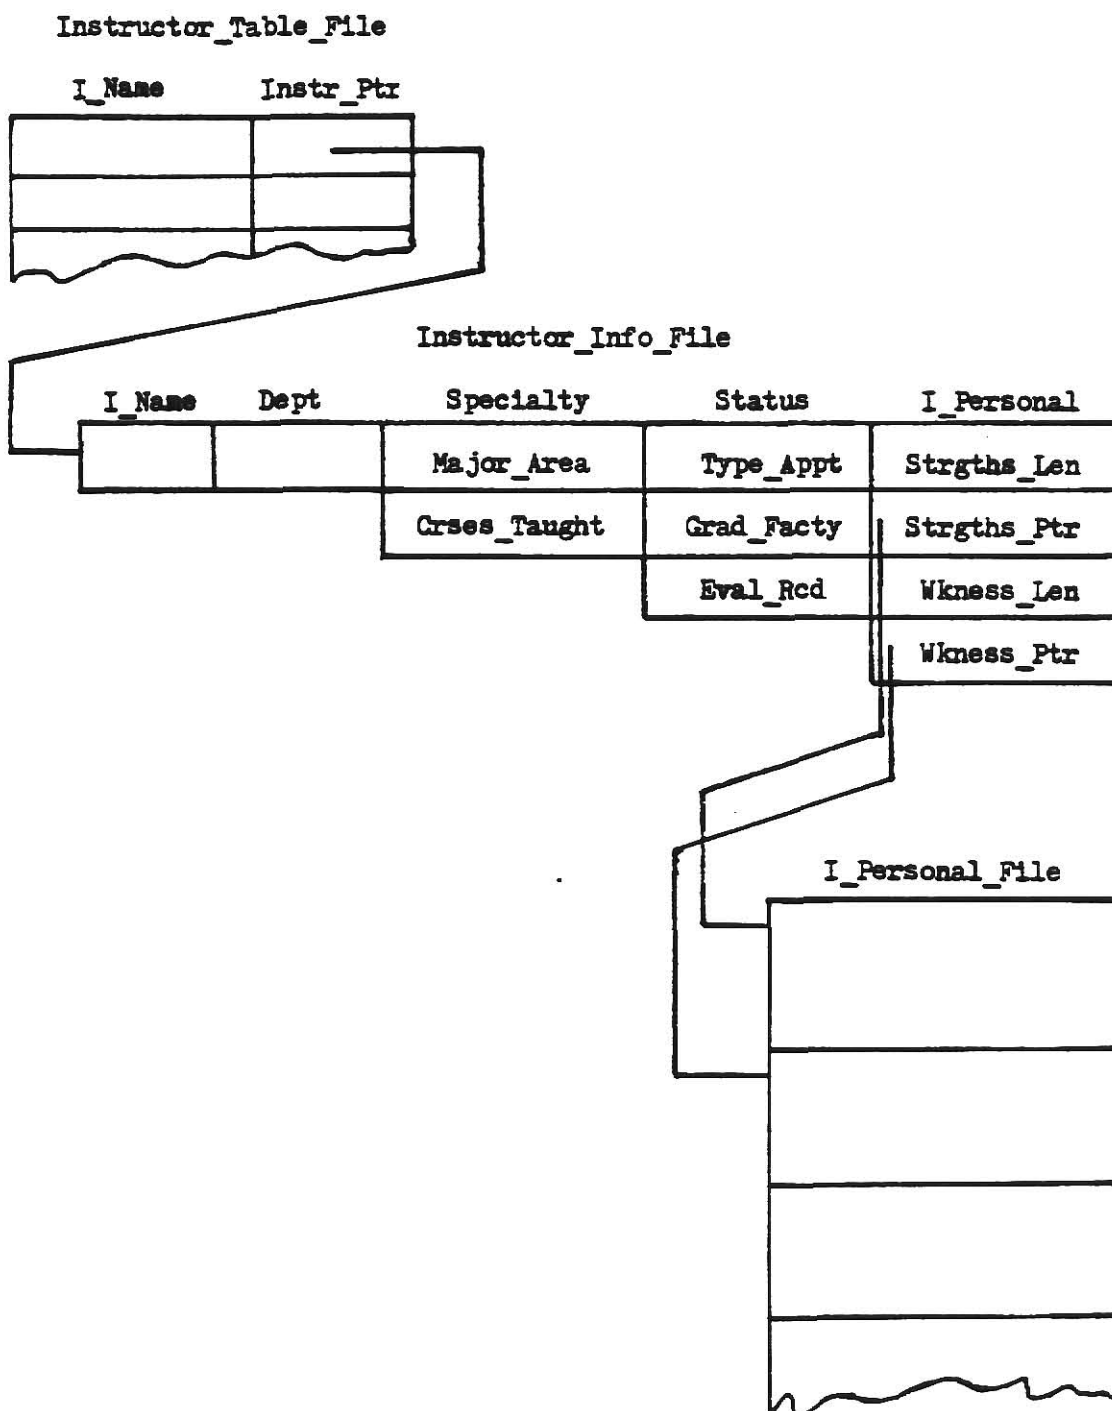 Instructor_Table_File
I_Name Instr_Ptr
Instructor_Info_File
I_Name Dept Specialty Status I_Personal
Major_Area Type_Appt Strgths_Len
Crses_Taught Grad_Facty Strgths_Ptr
Eval_Rcd Wkness_Len
Wkness_Ptr
I_Personal_File